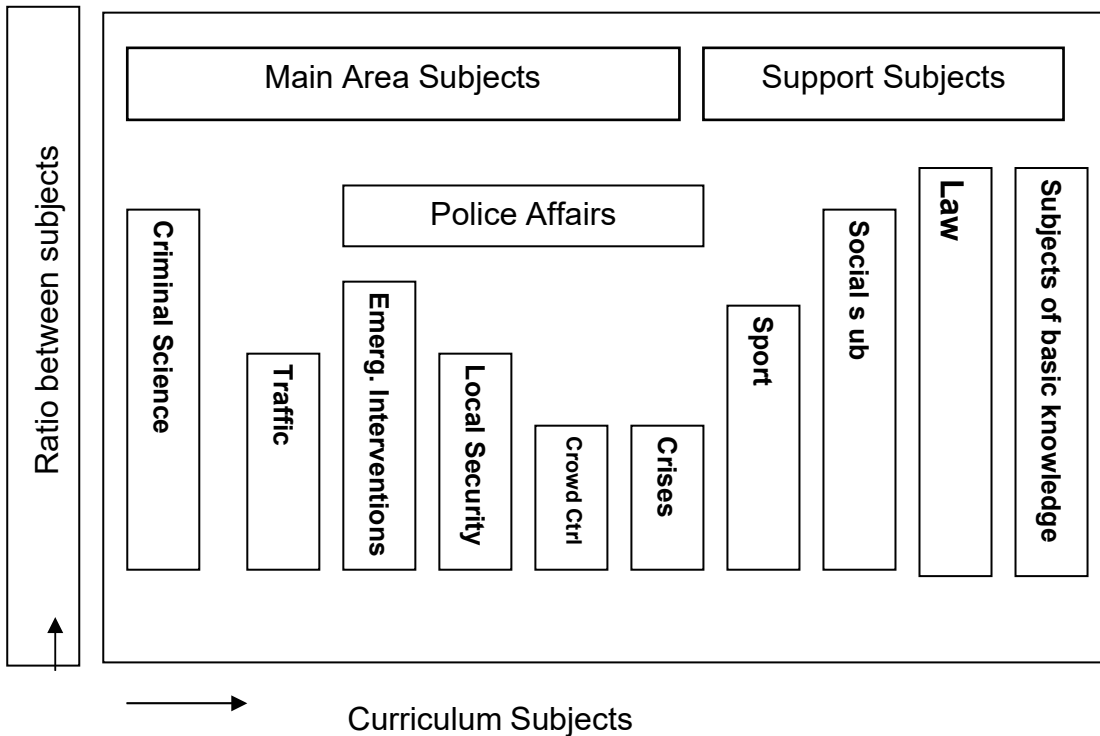 Ratio between subjects
Main Area Subjects
Support Subjects
Police Affairs
Criminal Science
Traffic
Emerg. Interventions
Local Security
Crowd Ctrl
Crises
Sport
Social s ub
Law
Subjects of basic knowledge
Curriculum Subjects